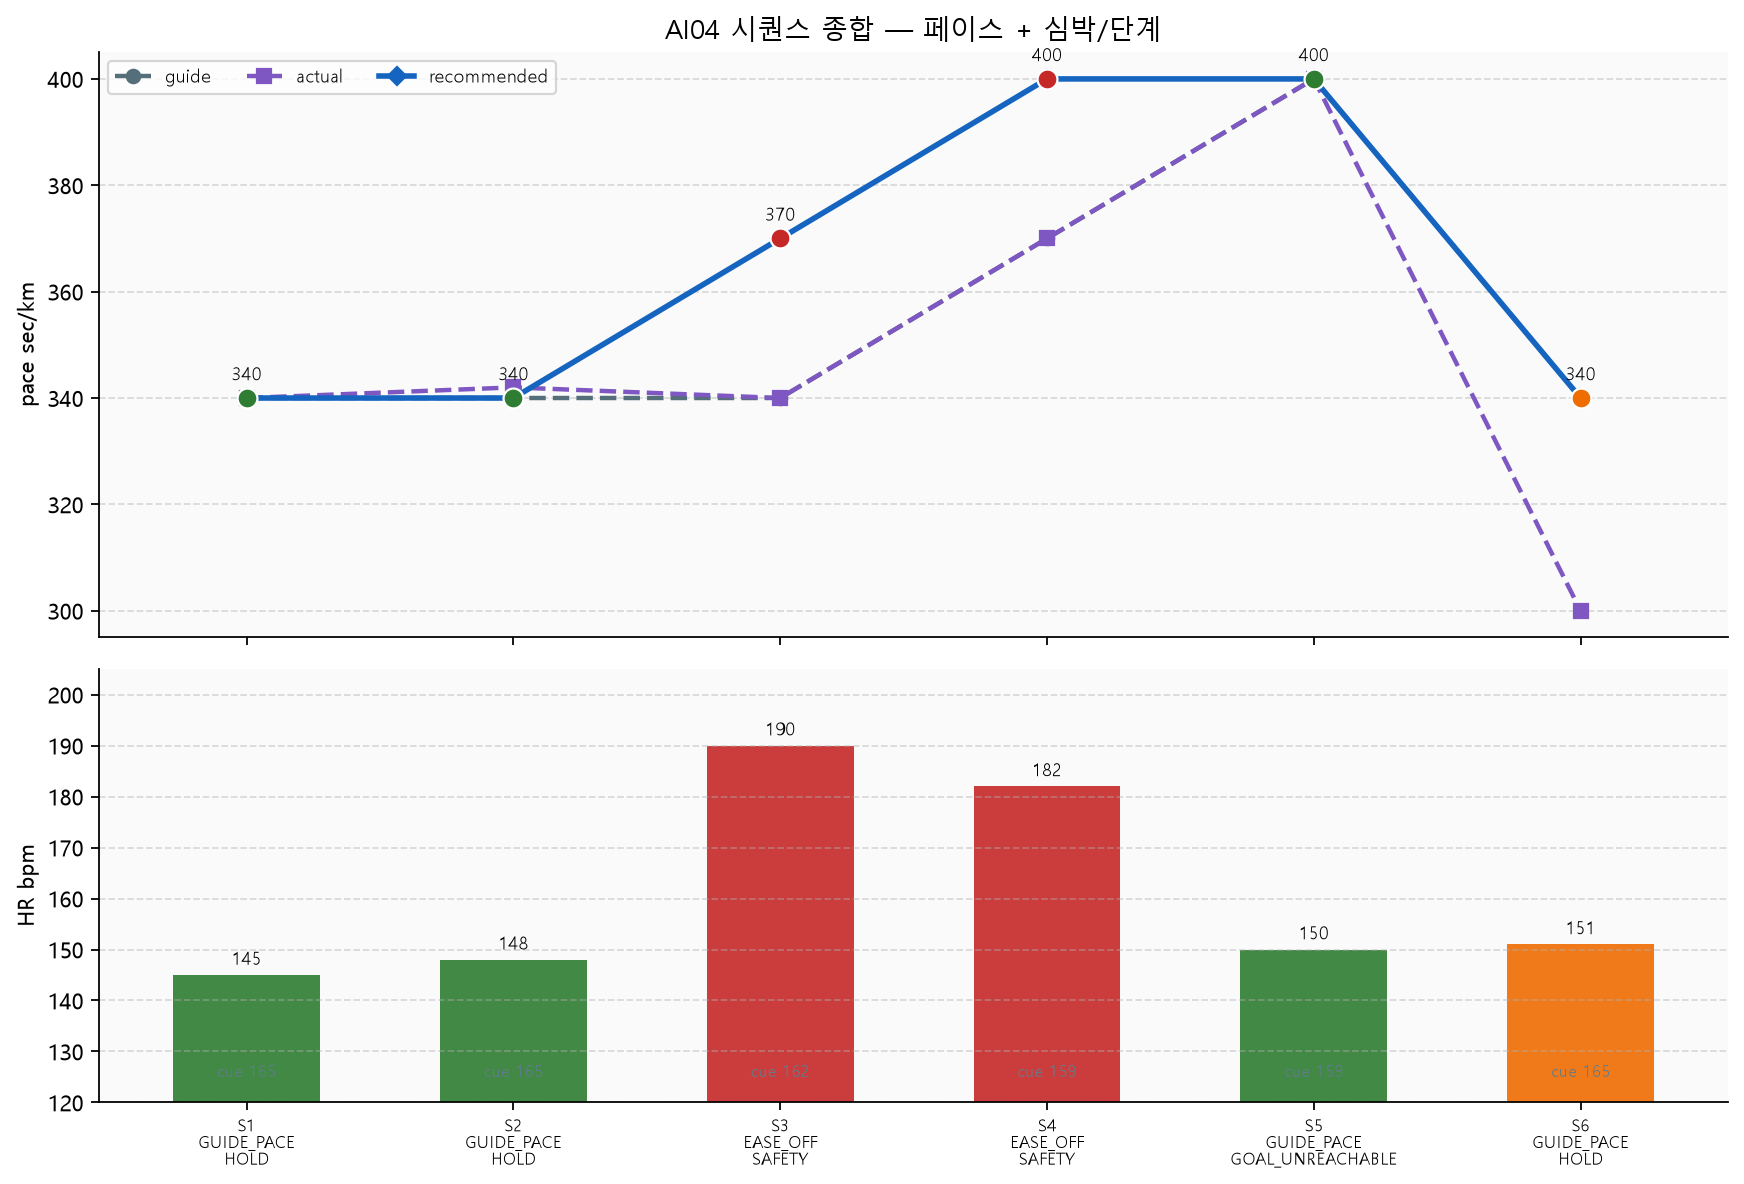 AI04 시퀀스 종합 — 페이스 + 심박/단계
guide actual recommended
pace sec/km
400
380
360
340
320
300
340
340
370
400
400
340
HR bpm
200
190
180
170
160
150
140
130
120
145
148
190
182
150
151
cue 165
cue 165
cue 162
cue 159
cue 159
cue 165
S1
GUIDE_PACE
HOLD
S2
GUIDE_PACE
HOLD
S3
EASE_OFF
SAFETY
S4
EASE_OFF
SAFETY
S5
GUIDE_PACE
GOAL_UNREACHABLE
S6
GUIDE_PACE
HOLD